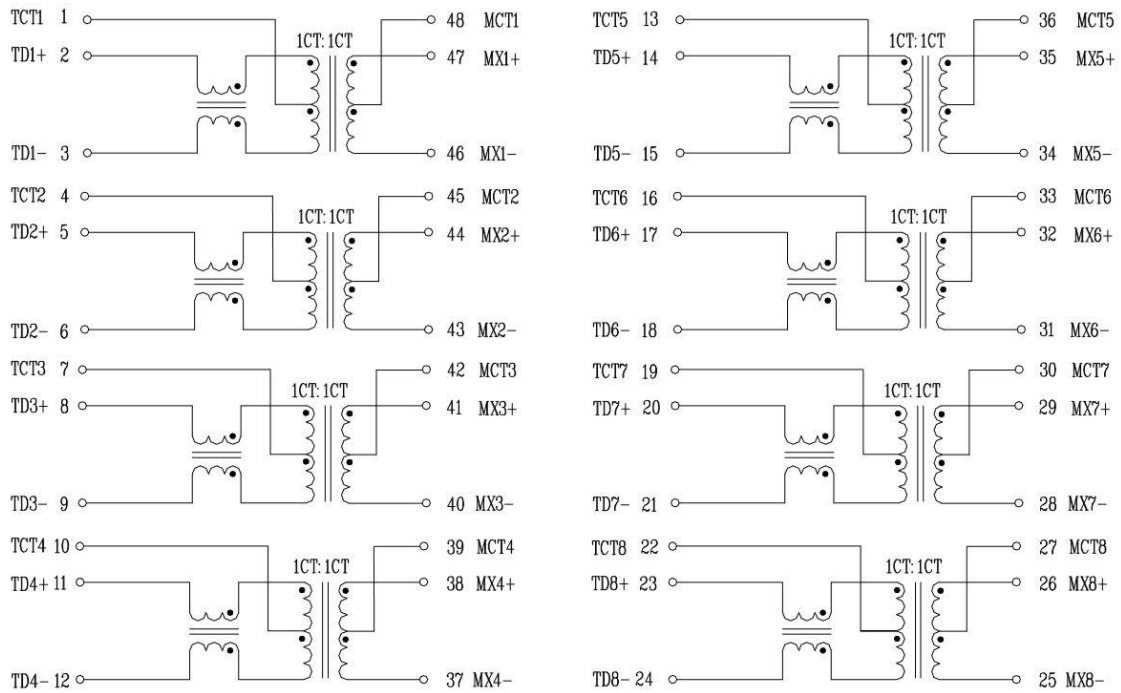 TCT1 1 48 MCT1
1CT:1CT
TD1+ 2 47 MX1+
TD1- 3 46 MX1-
TCT2 4 45 MCT2
1CT:1CT
TD2+ 5 44 MX2+
TD2- 6 43 MX2-
TCT3 7 42 MCT3
1CT:1CT
TD3+ 8 41 MX3+
TD3- 9 40 MX3-
TCT4 10 39 MCT4
1CT:1CT
TD4+ 11 38 MX4+
TD4- 12 37 MX4-
TCT5 13 36 MCT5
1CT:1CT
TD5+ 14 35 MX5+
TD5- 15 34 MX5-
TCT6 16 33 MCT6
1CT:1CT
TD6+ 17 32 MX6+
TD6- 18 31 MX6-
TCT7 19 30 MCT7
1CT:1CT
TD7+ 20 29 MX7+
TD7- 21 28 MX7-
TCT8 22 27 MCT8
1CT:1CT
TD8+ 23 26 MX8+
TD8- 24 25 MX8-